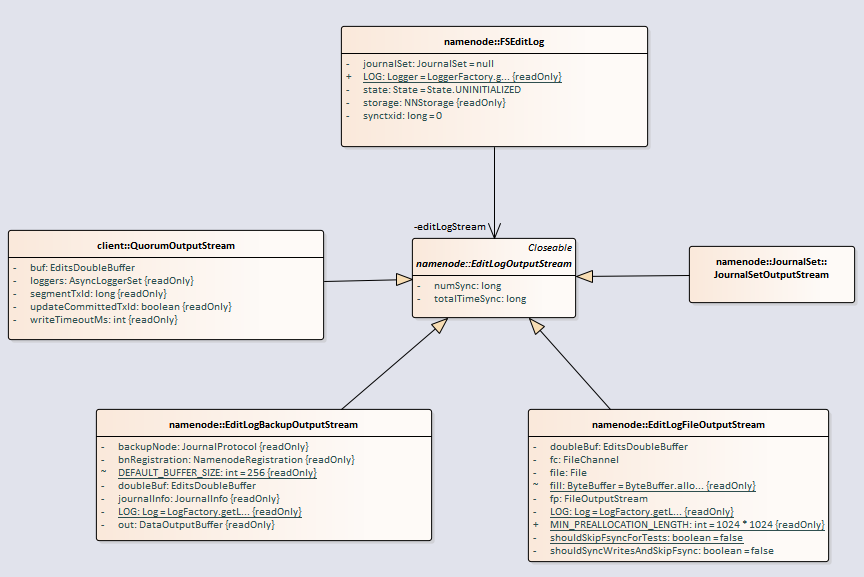 namenode::FSEditLog
- journalSet: JournalSet = null
+ LOG: Logger = LoggerFactory.g... {readOnly}
- state: State = State.UNINITIALIZED
- storage: NNStorage {readOnly}
- synctxid: long = 0
-editLogStream
client::QuorumOutputStream
- buf: EditsDoubleBuffer
- loggers: AsyncLoggerSet {readOnly}
- segmentTxId: long {readOnly}
- updateCommittedTxId: boolean {readOnly}
- writeTimeoutMs: int {readOnly}
Closeable
namenode::EditLogOutputStream
- numSync: long
- totalTimeSync: long
namenode::JournalSet::
JournalSetOutputStream
namenode::EditLogBackupOutputStream
- backupNode: JournalProtocol {readOnly}
- bnRegistration: NamenodeRegistration {readOnly}
~ DEFAULT_BUFFER_SIZE: int = 256 {readOnly}
- doubleBuf: EditsDoubleBuffer
- journalInfo: JournalInfo {readOnly}
- LOG: Log = LogFactory.getL... {readOnly}
- out: DataOutputBuffer {readOnly}
namenode::EditLogFileOutputStream
- doubleBuf: EditsDoubleBuffer
- fc: FileChannel
- file: File
~ fill: ByteBuffer = ByteBuffer.allo... {readOnly}
- fp: FileOutputStream
- LOG: Log = LogFactory.getL... {readOnly}
+ MIN_PREALLOCATION_LENGTH: int = 1024 * 1024 {readOnly}
- shouldSkipFsyncForTests: boolean = false
- shouldSyncWritesAndSkipFsync: boolean = false